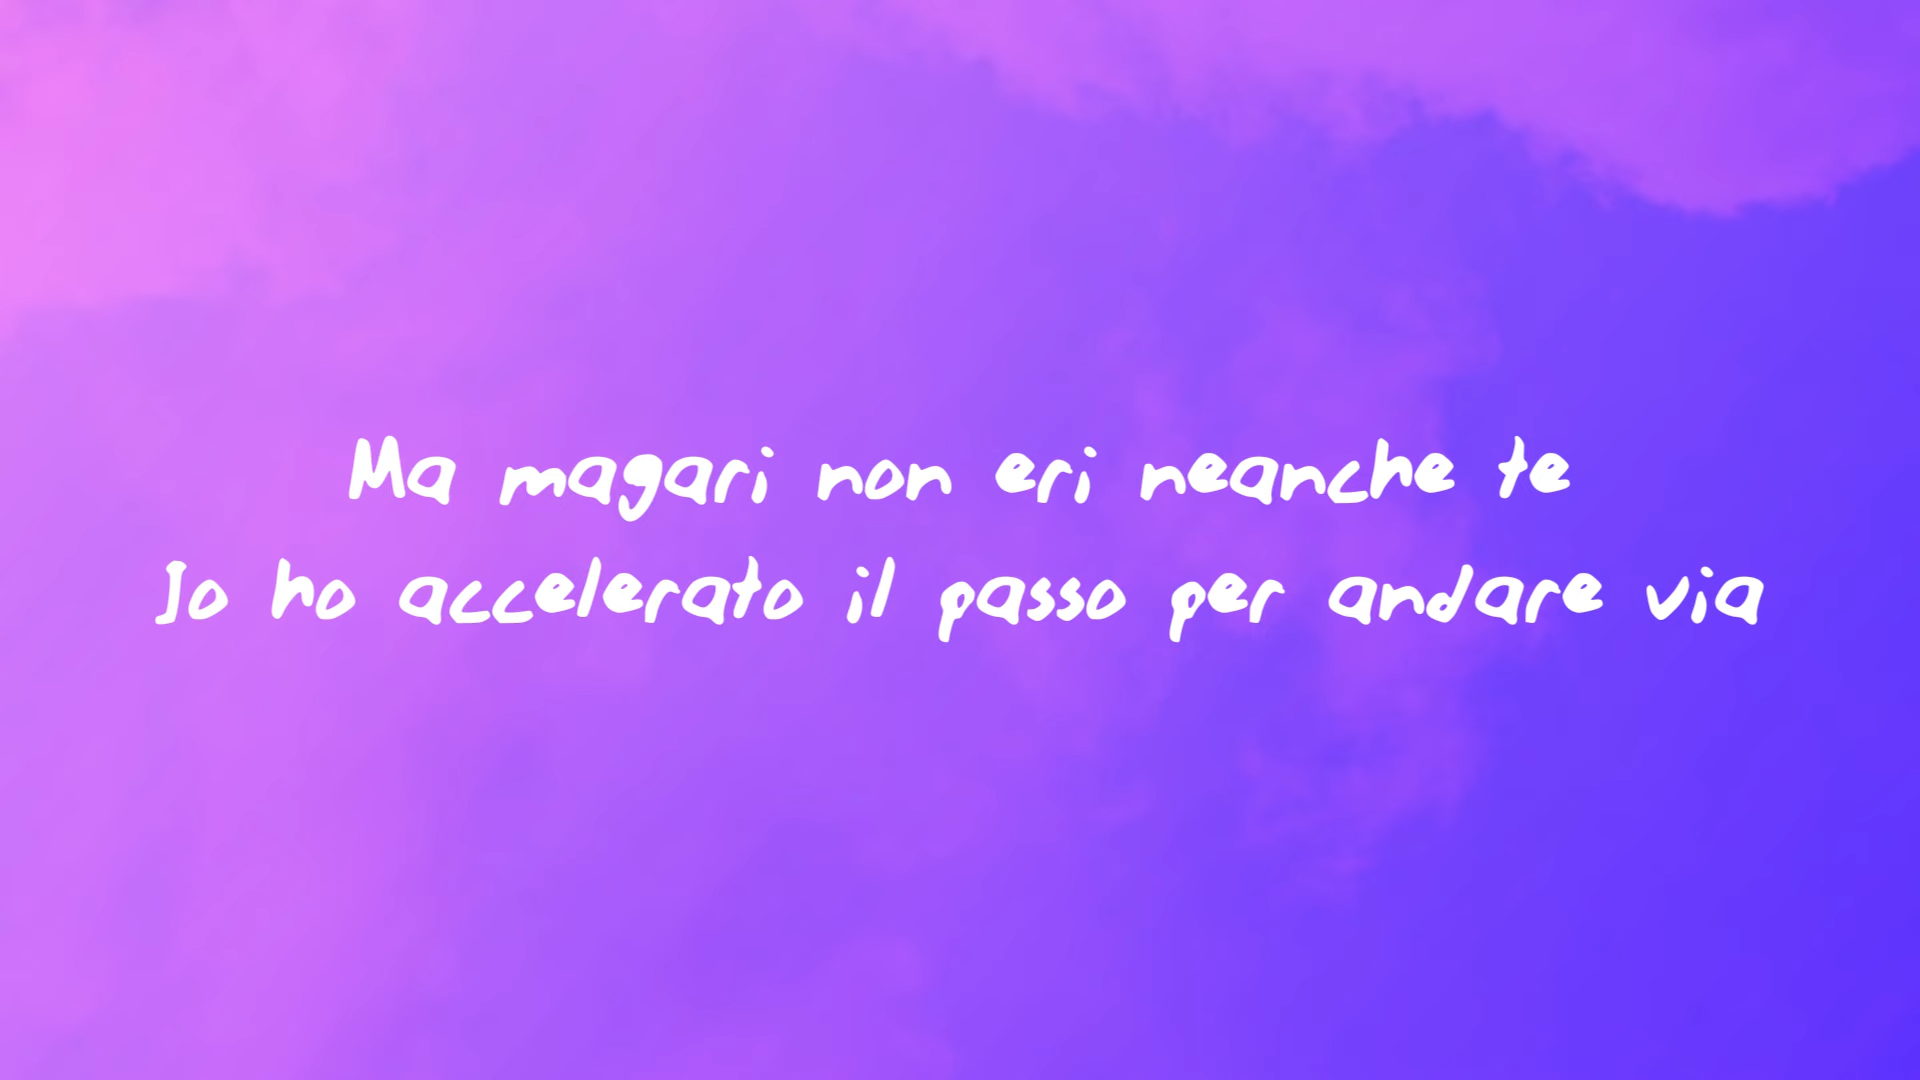 Ma magari non eri neanche te
Io ho accelerato il passo per andare via